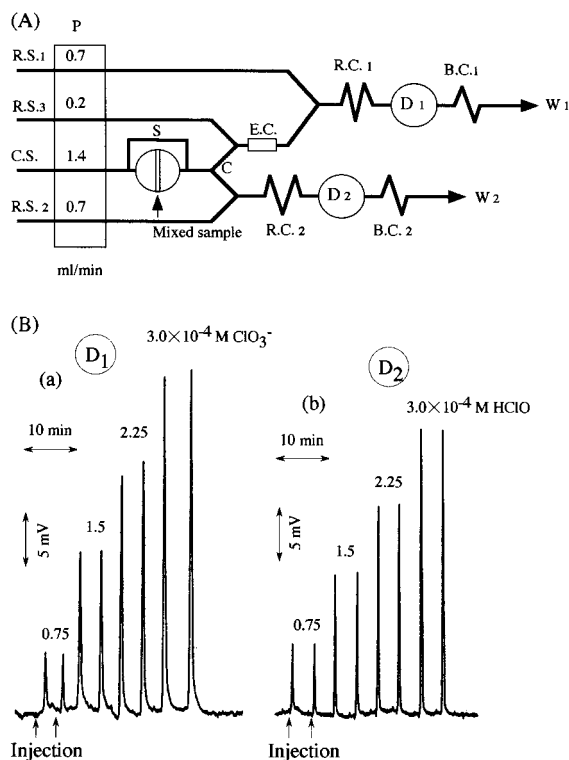 (A)
P
R.S.1 0.7
R.S.3 0.2
C.S. 1.4
R.S. 2 0.7
ml/min
S
Mixed sample
C
E.C.
R.C. 1
D 1
B.C.1
W 1
R.C. 2
D 2
B.C. 2
W 2
(B)
D1
(a)
3.0×10-4 M ClO3-
10 min
2.25
5 mV
1.5
0.75
Injection
D2
(b)
3.0×10-4 M HClO
10 min
2.25
5 mV
1.5
0.75
Injection